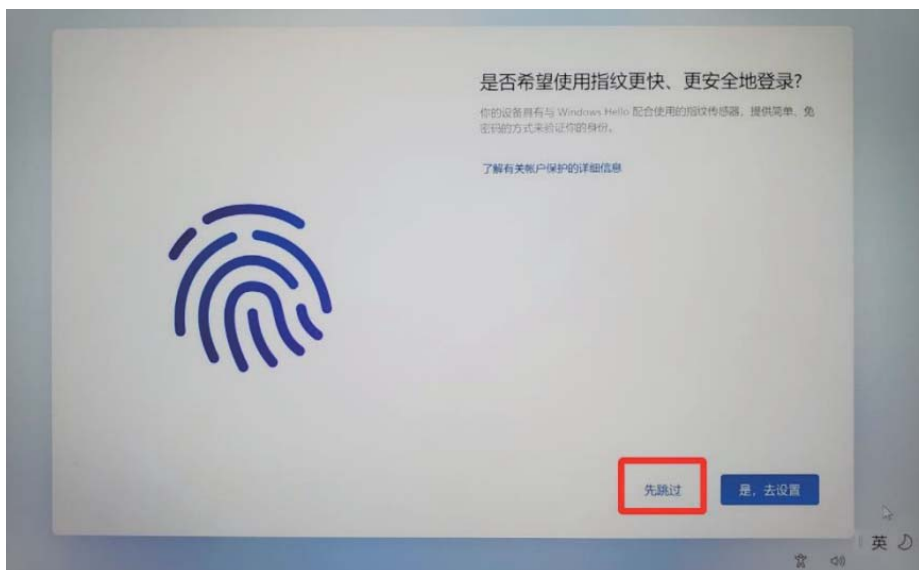 是否希望使用指纹更快、更安全地登录?
你的设备具有与 Windows Hello 配合使用的指纹传感器，提供简单、免
密码的方式来验证你的身份。
了解有关帐户保护的详细信息
先跳过
是，去设置
英